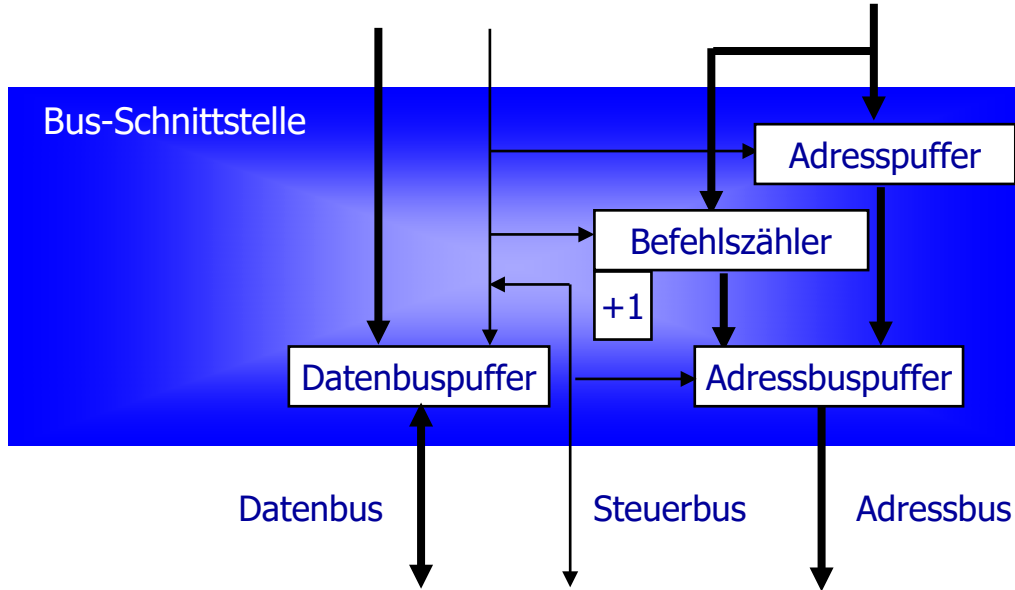 Bus-Schnittstelle
Adresspuffer
Befehlszähler
+1
Datenbuspuffer
Adressbuspuffer
Datenbus
Steuerbus
Adressbus